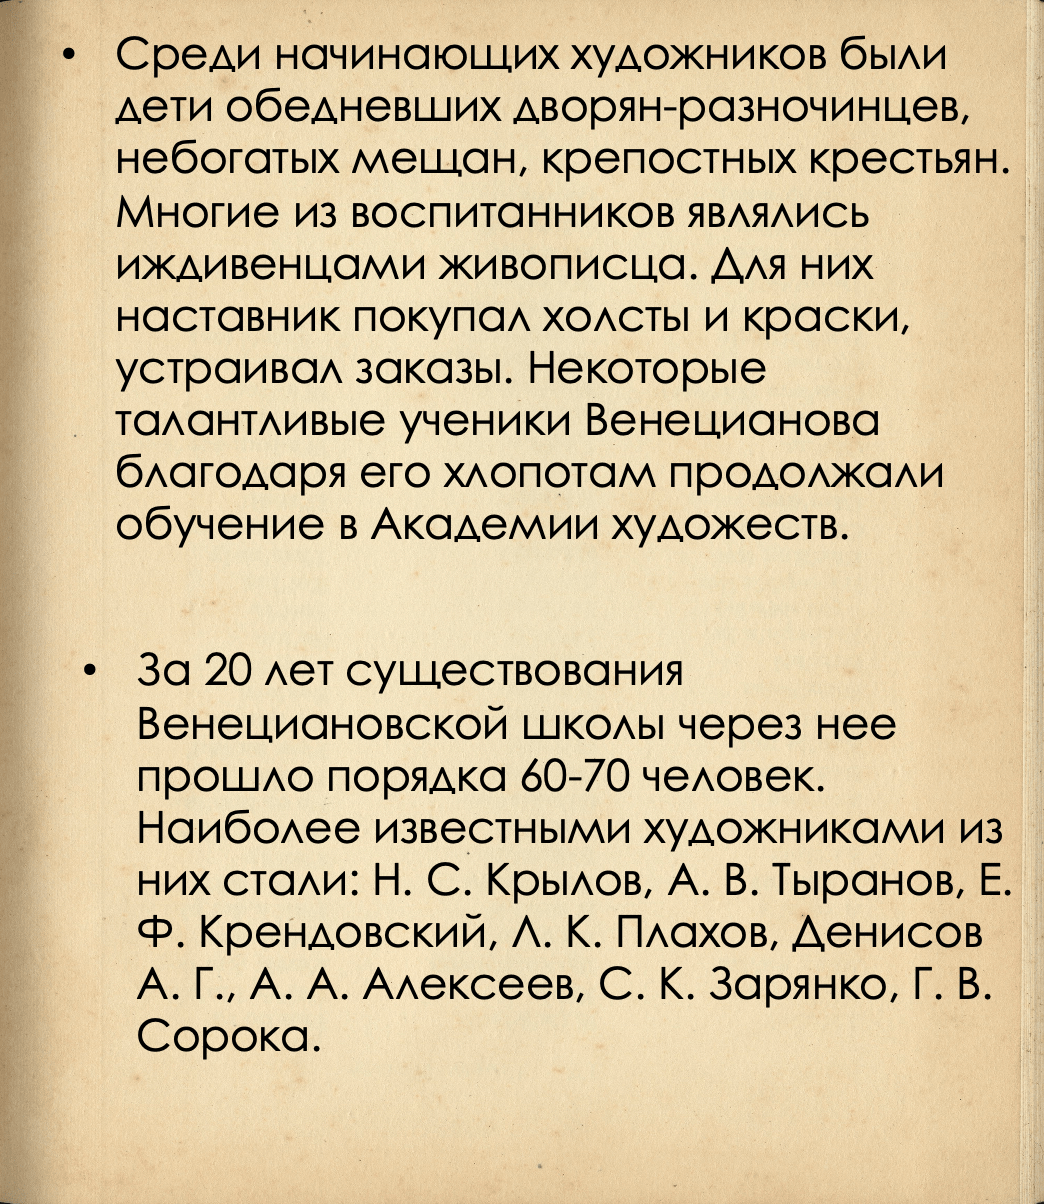 • Среди начинающих художников были
дети обедневших дворян-разночинцев,
небогатых мещан, крепостных крестьян.
Многие из воспитанников являлись
иждивенцами живописца. Для них
наставник покупал холсты и краски,
устраивал заказы. Некоторые
талантливые ученики Венецианова
благодаря его хлопотам продолжали
обучение в Академии художеств.
• За 20 лет существования
Венециановской школы через нее
прошло порядка 60-70 человек.
Наиболее известными художниками из
них стали: Н. С. Крылов, А. В. Тыранов, Е.
Ф. Крендовский, Л. К. Плахов, Денисов
А. Г., А. А. Алексеев, С. К. Зарянко, Г. В.
Сорока.